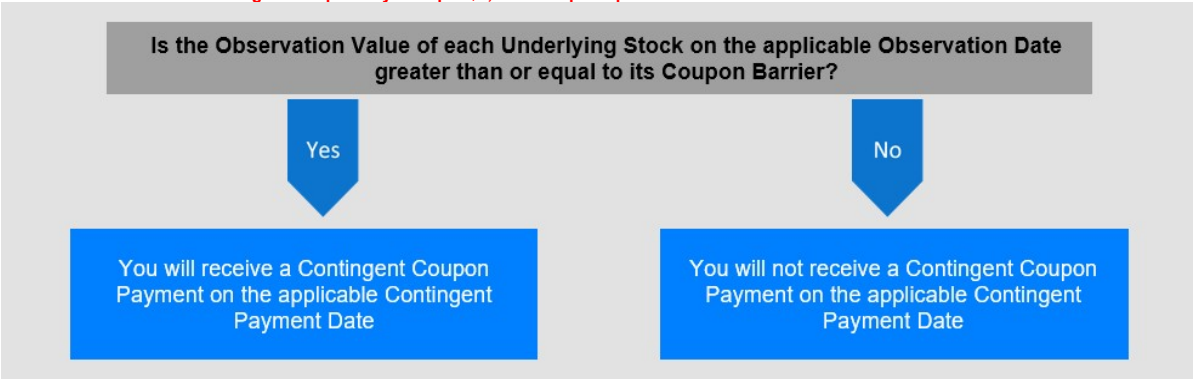 Is the Observation Value of each Underlying Stock on the applicable Observation Date
greater than or equal to its Coupon Barrier?
Yes
No
You will receive a Contingent Coupon
Payment on the applicable Contingent
Payment Date
You will not receive a Contingent Coupon
Payment on the applicable Contingent
Payment Date